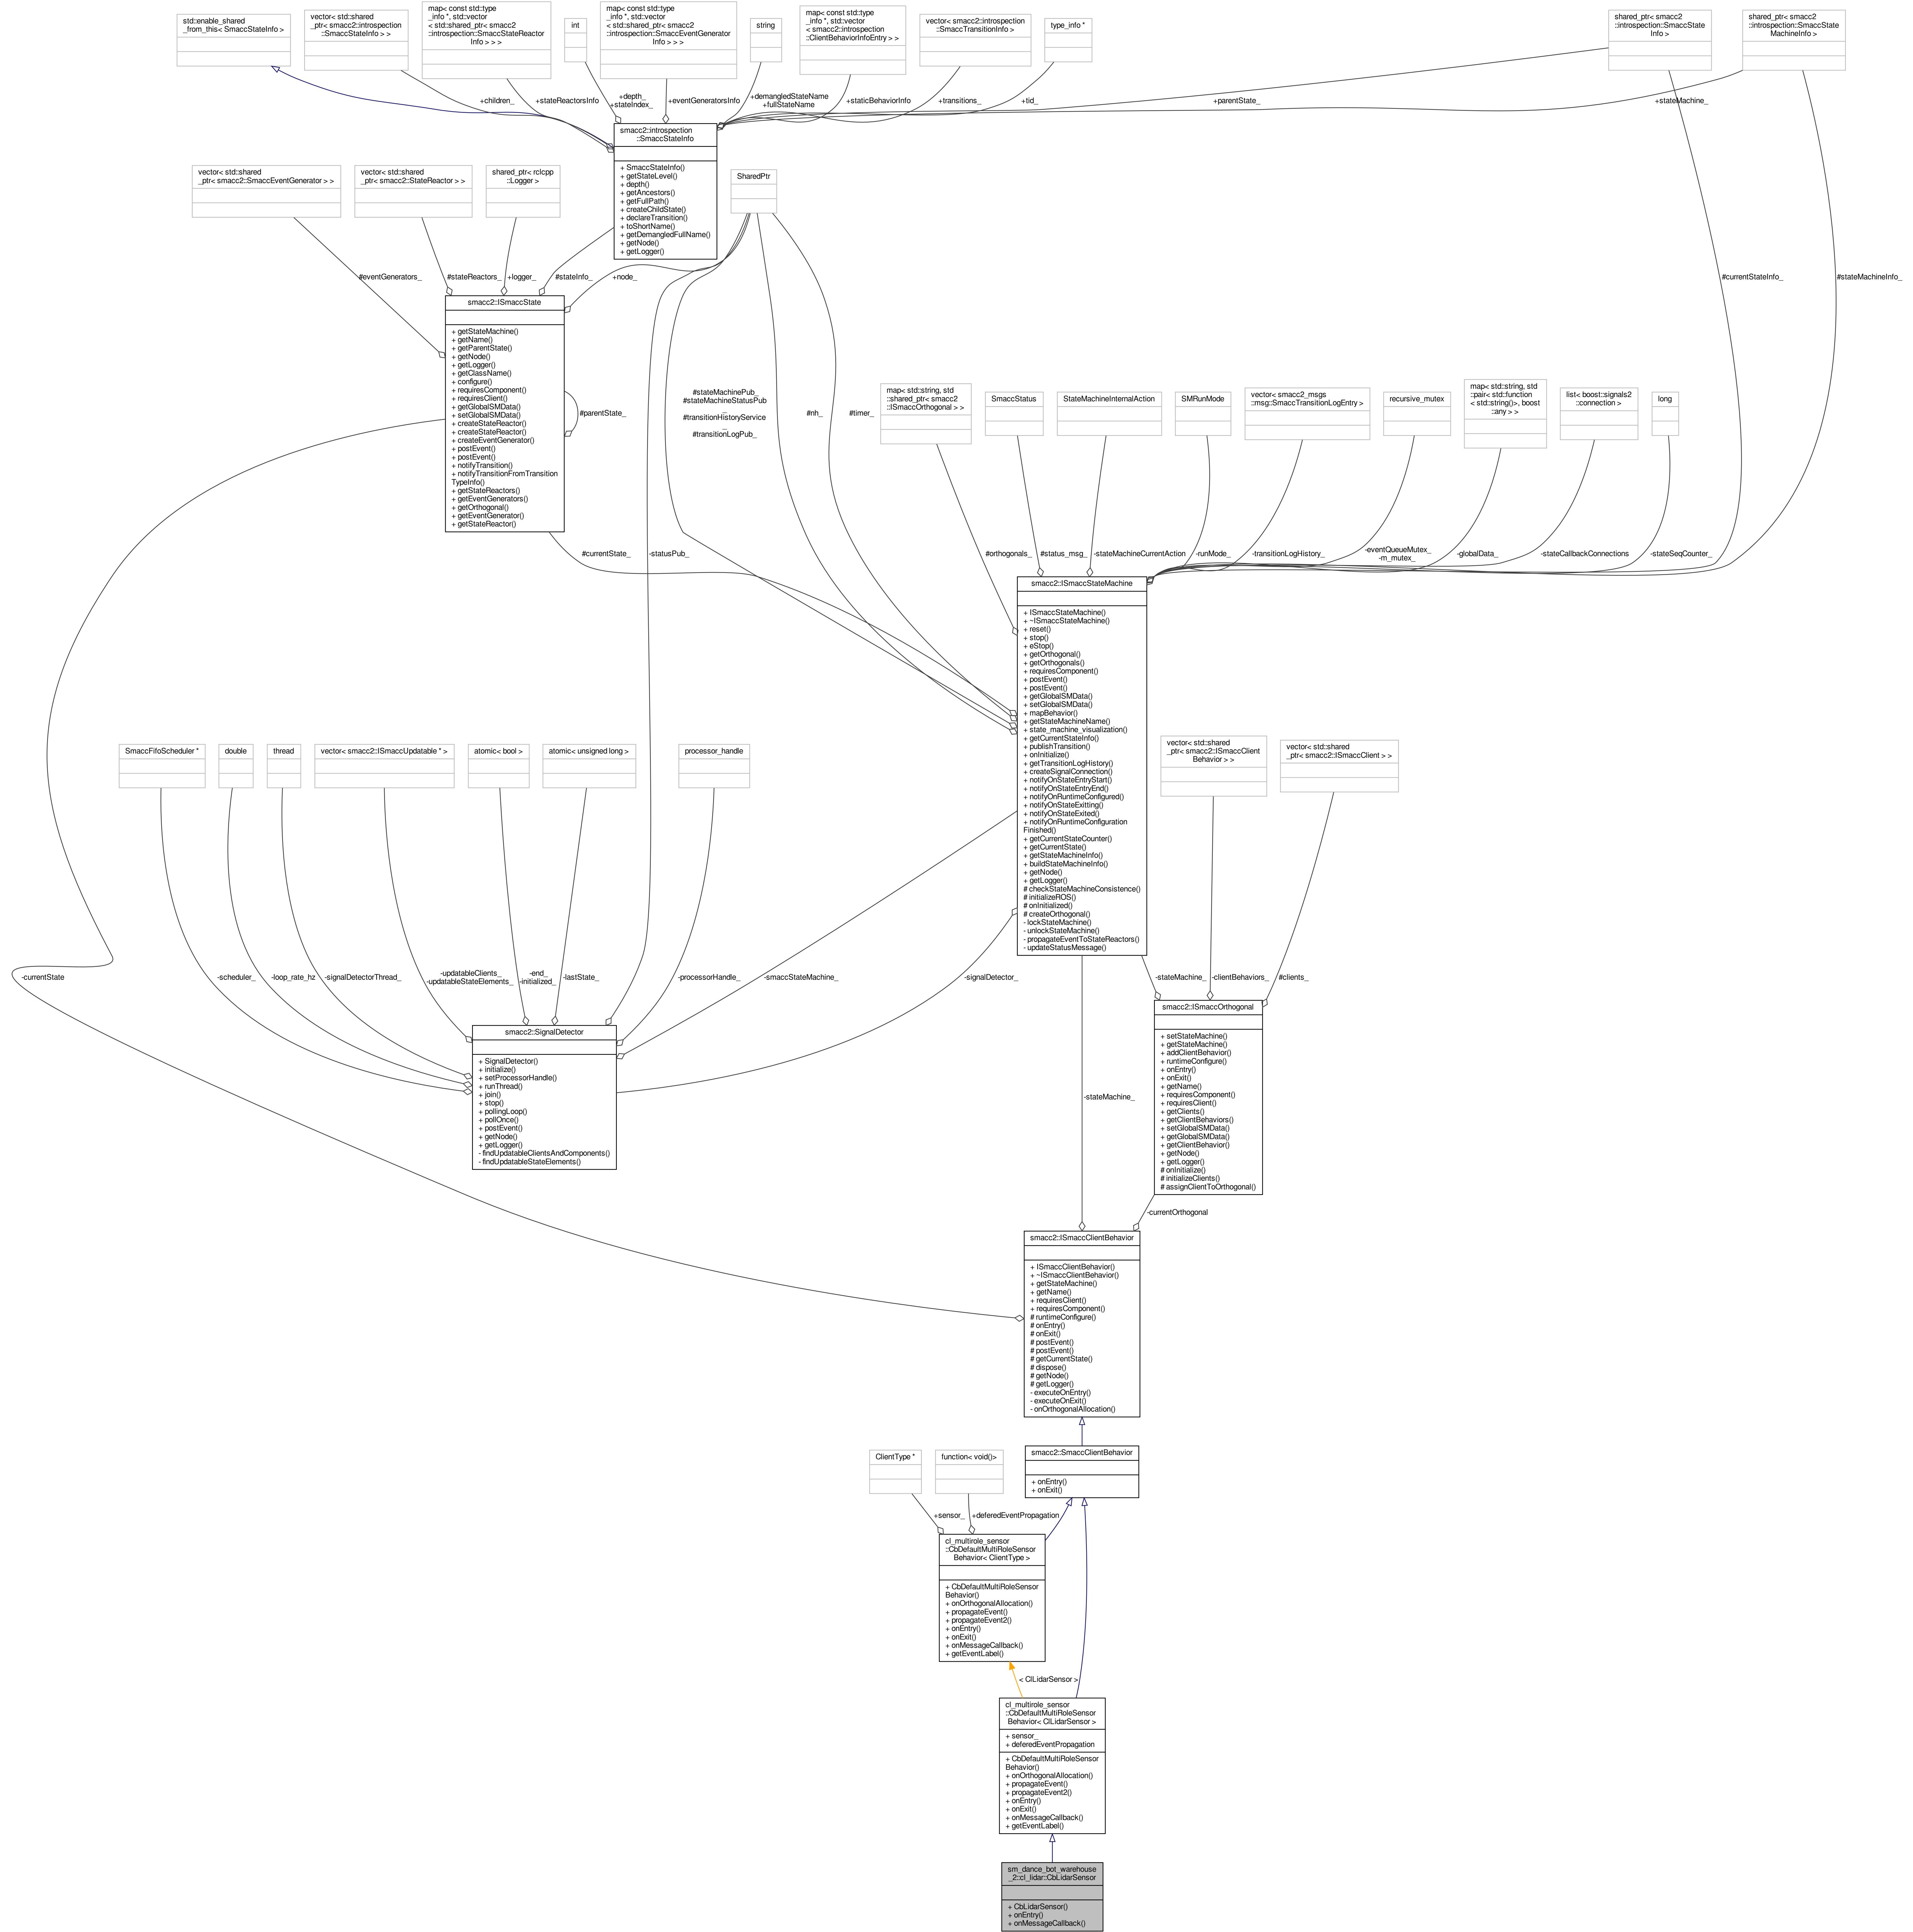 std::enable_shared
_from_this< SmaccStateInfo >
vector< std::shared
_ptr< smacc2::introspection
::SmaccStateInfo > >
map< const std::type
_info *, std::vector
< std::shared_ptr< smacc2
::introspection::SmaccStateReactor
Info > > >
int
map< const std::type
_info *, std::vector
< std::shared_ptr< smacc2
::introspection::SmaccEventGenerator
Info > > >
string
map< const std::type
_info *, std::vector
< smacc2::introspection
::ClientBehaviorInfoEntry > >
vector< smacc2::introspection
::SmaccTransitionInfo >
type_info *
shared_ptr< smacc2
::introspection::SmaccState
Info >
shared_ptr< smacc2
::introspection::SmaccState
MachineInfo >
+children_
+stateReactorsInfo
+depth_
+stateIndex_
+eventGeneratorsInfo
+demangledStateName
+fullStateName
+staticBehaviorInfo
+transitions_
+tid_
+parentState_
+stateMachine_
smacc2::introspection
::SmaccStateInfo
+ SmaccStateInfo()
+ getStateLevel()
+ depth()
+ getAncestors()
+ getFullPath()
+ createChildState()
+ declareTransition()
+ toShortName()
+ getDemangledFullName()
+ getNode()
+ getLogger()
vector< std::shared
_ptr< smacc2::SmaccEventGenerator > >
vector< std::shared
_ptr< smacc2::StateReactor > >
shared_ptr< rclcpp
::Logger >
SharedPtr
#eventGenerators_
#stateReactors_
+logger_
#stateInfo_
+node_
#currentStateInfo_
#stateMachineInfo_
smacc2::ISmaccState
+ getStateMachine()
+ getName()
+ getParentState()
+ getNode()
+ getLogger()
+ getClassName()
+ configure()
+ requiresComponent()
+ requiresClient()
+ getGlobalSMData()
+ setGlobalSMData()
+ createStateReactor()
+ createStateReactor()
+ createEventGenerator()
+ postEvent()
+ postEvent()
+ notifyTransition()
+ notifyTransitionFromTransition
TypeInfo()
+ getStateReactors()
+ getEventGenerators()
+ getOrthogonal()
+ getEventGenerator()
+ getStateReactor()
#parentState_
#stateMachinePub_
#stateMachineStatusPub
_
#transitionHistoryService
_
#transitionLogPub_
#nh_
#timer_
map< std::string, std
::shared_ptr< smacc2
::ISmaccOrthogonal > >
SmaccStatus
StateMachineInternalAction
SMRunMode
vector< smacc2_msgs
::msg::SmaccTransitionLogEntry >
recursive_mutex
map< std::string, std
::pair< std::function
< std::string()>, boost
::any > >
list< boost::signals2
::connection >
long
#currentState_
-statusPub_
#orthogonals_
#status_msg_
-stateMachineCurrentAction
-runMode_
-transitionLogHistory_
-eventQueueMutex_
-m_mutex_
-globalData_
-stateCallbackConnections
-stateSeqCounter_
smacc2::ISmaccStateMachine
+ ISmaccStateMachine()
+ ~ISmaccStateMachine()
+ reset()
+ stop()
+ eStop()
+ getOrthogonal()
+ getOrthogonals()
+ requiresComponent()
+ postEvent()
+ postEvent()
+ getGlobalSMData()
+ setGlobalSMData()
+ mapBehavior()
+ getStateMachineName()
+ state_machine_visualization()
+ getCurrentStateInfo()
+ publishTransition()
+ onInitialize()
+ getTransitionLogHistory()
+ createSignalConnection()
+ notifyOnStateEntryStart()
+ notifyOnStateEntryEnd()
+ notifyOnRuntimeConfigured()
+ notifyOnStateExitting()
+ notifyOnStateExited()
+ notifyOnRuntimeConfiguration
Finished()
+ getCurrentStateCounter()
+ getCurrentState()
+ getStateMachineInfo()
+ buildStateMachineInfo()
+ getNode()
+ getLogger()
# checkStateMachineConsistence()
# initializeROS()
# onInitialized()
# createOrthogonal()
- lockStateMachine()
- unlockStateMachine()
- propagateEventToStateReactors()
- updateStatusMessage()
SmaccFifoScheduler *
double
thread
vector< smacc2::ISmaccUpdatable * >
atomic< bool >
atomic< unsigned long >
processor_handle
vector< std::shared
_ptr< smacc2::ISmaccClient
Behavior > >
vector< std::shared
_ptr< smacc2::ISmaccClient > >
-currentState
-scheduler_
-loop_rate_hz
-signalDetectorThread_
-updatableClients_
-updatableStateElements_
-end_
-initialized_
-lastState_
-processorHandle_
-smaccStateMachine_
-signalDetector_
-stateMachine_
-clientBehaviors_
#clients_
smacc2::SignalDetector
+ SignalDetector()
+ initialize()
+ setProcessorHandle()
+ runThread()
+ join()
+ stop()
+ pollingLoop()
+ pollOnce()
+ postEvent()
+ getNode()
+ getLogger()
- findUpdatableClientsAndComponents()
- findUpdatableStateElements()
smacc2::ISmaccOrthogonal
+ setStateMachine()
+ getStateMachine()
+ addClientBehavior()
+ runtimeConfigure()
+ onEntry()
+ onExit()
+ getName()
+ requiresComponent()
+ requiresClient()
+ getClients()
+ getClientBehaviors()
+ setGlobalSMData()
+ getGlobalSMData()
+ getClientBehavior()
+ getNode()
+ getLogger()
# onInitialize()
# initializeClients()
# assignClientToOrthogonal()
-stateMachine_
-currentOrthogonal
smacc2::ISmaccClientBehavior
+ ISmaccClientBehavior()
+ ~ISmaccClientBehavior()
+ getStateMachine()
+ getName()
+ requiresClient()
+ requiresComponent()
# runtimeConfigure()
# onEntry()
# onExit()
# postEvent()
# postEvent()
# getCurrentState()
# dispose()
# getNode()
# getLogger()
- executeOnEntry()
- executeOnExit()
- onOrthogonalAllocation()
ClientType *
function< void()>
smacc2::SmaccClientBehavior
+ onEntry()
+ onExit()
+sensor_
+deferedEventPropagation
cl_multirole_sensor
::CbDefaultMultiRoleSensor
Behavior< ClientType >
+ CbDefaultMultiRoleSensor
Behavior()
+ onOrthogonalAllocation()
+ propagateEvent()
+ propagateEvent2()
+ onEntry()
+ onExit()
+ onMessageCallback()
+ getEventLabel()
< ClLidarSensor >
cl_multirole_sensor
::CbDefaultMultiRoleSensor
Behavior< ClLidarSensor >
+ sensor_
+ deferedEventPropagation
+ CbDefaultMultiRoleSensor
Behavior()
+ onOrthogonalAllocation()
+ propagateEvent()
+ propagateEvent2()
+ onEntry()
+ onExit()
+ onMessageCallback()
+ getEventLabel()
sm_dance_bot_warehouse
_2::cl_lidar::CbLidarSensor
+ CbLidarSensor()
+ onEntry()
+ onMessageCallback()